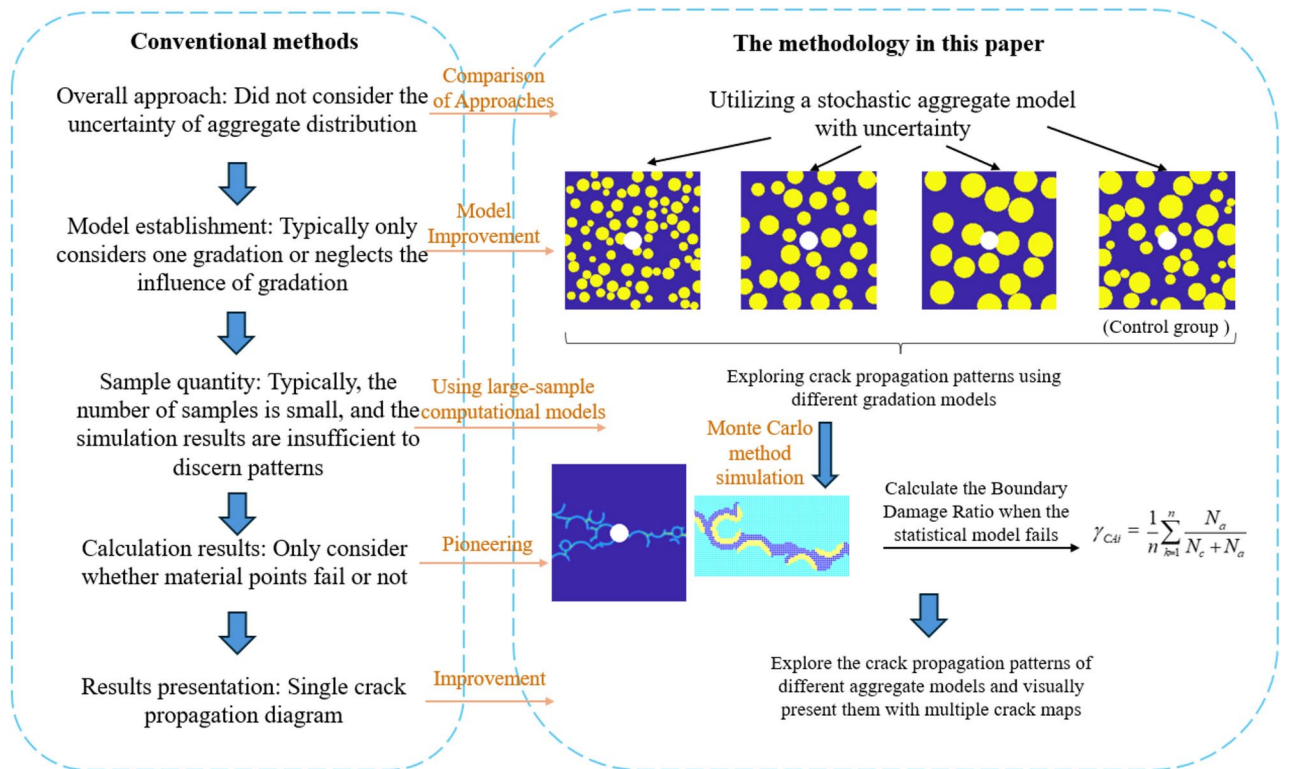 Conventional methods
Overall approach: Did not consider the
uncertainty of aggregate distribution
Model establishment: Typically only
considers one gradation or neglects the
influence of gradation
Sample quantity: Typically, the
number of samples is small, and the
simulation results are insufficient to
discern patterns
Calculation results: Only consider
whether material points fail or not
Results presentation: Single crack
propagation diagram
Comparison
of Approaches
Model
Improvement
Using large-sample
computational models
Pioneering
Improvement
The methodology in this paper
Utilizing a stochastic aggregate model
with uncertainty
(Control group )
Exploring crack propagation patterns using
different gradation models
Monte Carlo
method
simulation
Calculate the Boundary
Damage Ratio when the
statistical model fails
γ_CAi = 1/n ∑_{k=1}^{n} N_a/(N_c + N_a)
Explore the crack propagation patterns of
different aggregate models and visually
present them with multiple crack maps